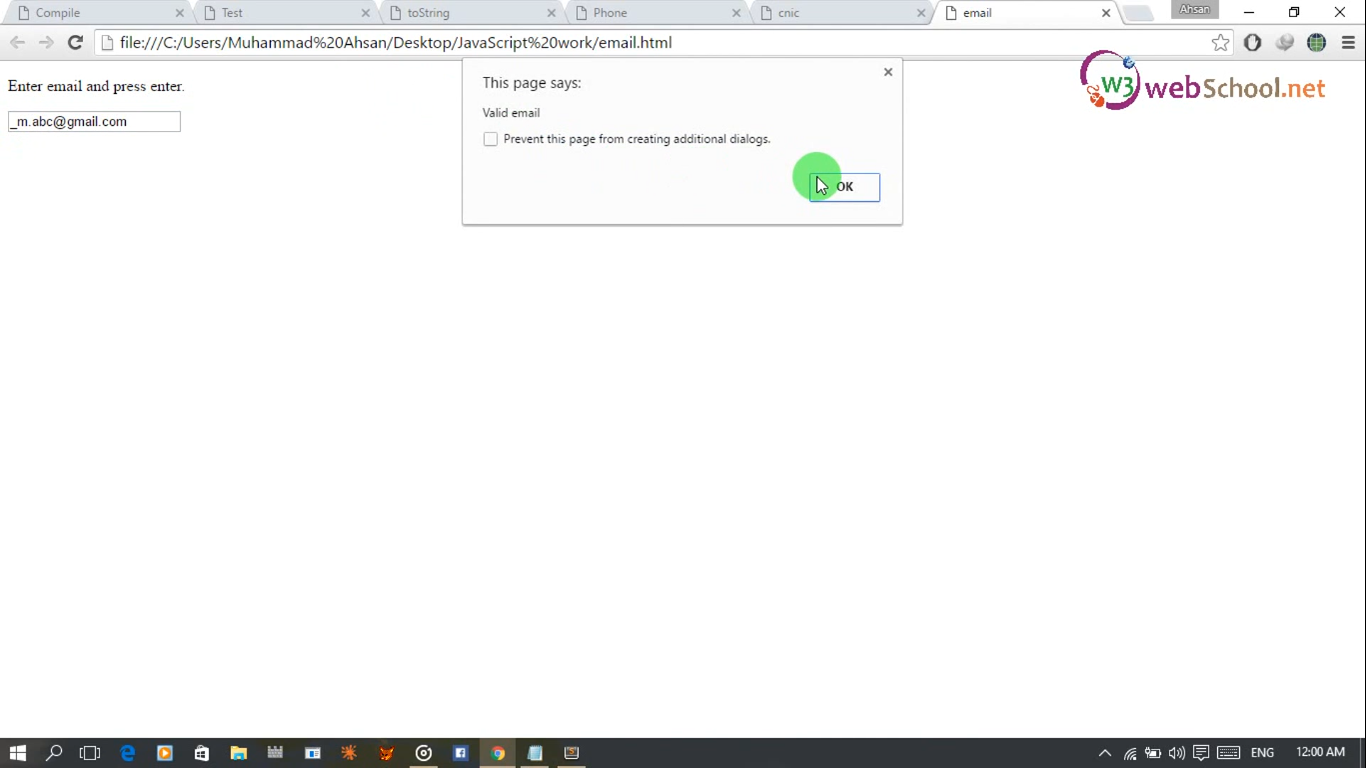 Compile
Test
toString
Phone
cnic
email
Ahsan
file:///C:/Users/Muhammad%20Ahsan/Desktop/JavaScript%20work/email.html
W3webSchool.net
Enter email and press enter.
_m.abc@gmail.com
This page says:
Valid email
Prevent this page from creating additional dialogs.
OK
ENG
12:00 AM